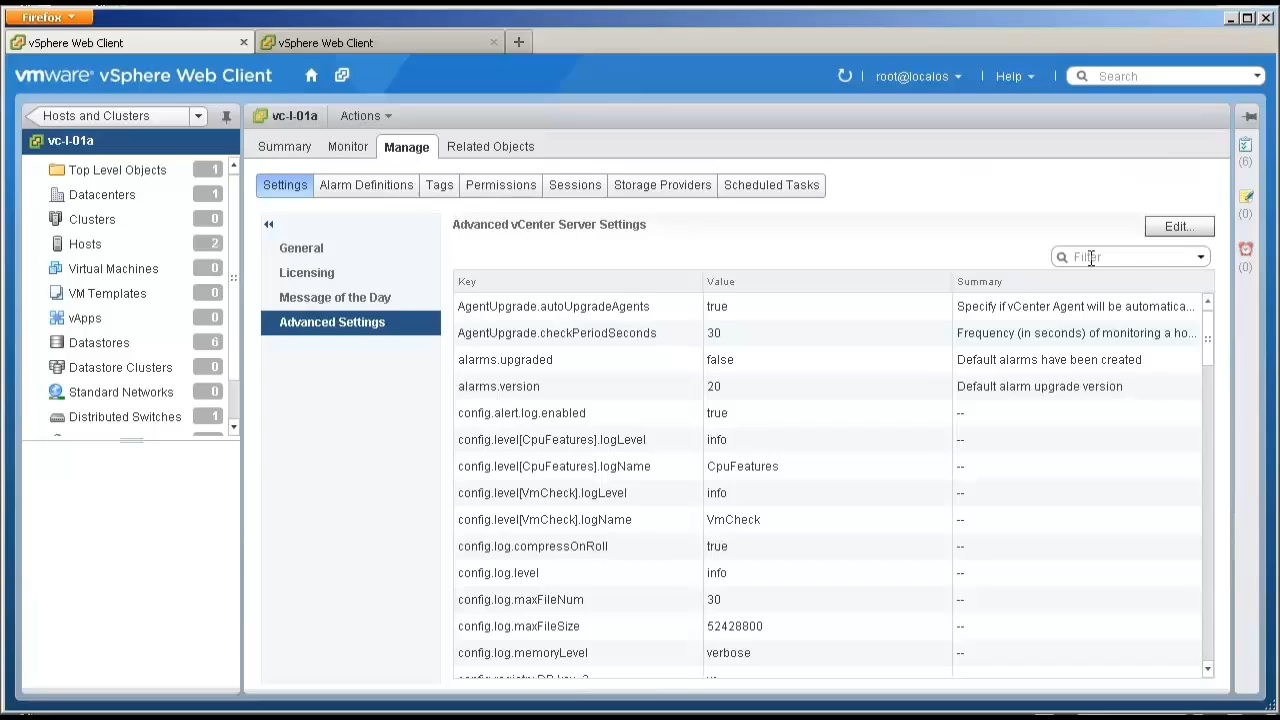 Firefox
vSphere Web Client
vSphere Web Client
vmware® vSphere Web Client
root@localos
Help
Search
Hosts and Clusters
vc-l-01a
Actions
vc-l-01a
Summary
Monitor
Manage
Related Objects
Top Level Objects 1
Datacenters 1
Clusters 0
Hosts 2
Virtual Machines 0
VM Templates 0
vApps 0
Datastores 6
Datastore Clusters 0
Standard Networks 0
Distributed Switches 1
Settings
Alarm Definitions
Tags
Permissions
Sessions
Storage Providers
Scheduled Tasks
General
Licensing
Message of the Day
Advanced Settings
Advanced vCenter Server Settings
Edit...
Filter
Key Value Summary
AgentUpgrade.autoUpgradeAgents true Specify if vCenter Agent will be automatica...
AgentUpgrade.checkPeriodSeconds 30 Frequency (in seconds) of monitoring a ho...
alarms.upgraded false Default alarms have been created
alarms.version 20 Default alarm upgrade version
config.alert.log.enabled true --
config.level[CpuFeatures].logLevel info --
config.level[CpuFeatures].logName CpuFeatures --
config.level[VmCheck].logLevel info --
config.level[VmCheck].logName VmCheck --
config.log.compressOnRoll true --
config.log.level info --
config.log.maxFileNum 30 --
config.log.maxFileSize 52428800 --
config.log.memoryLevel verbose --
(6)
(0)
(0)